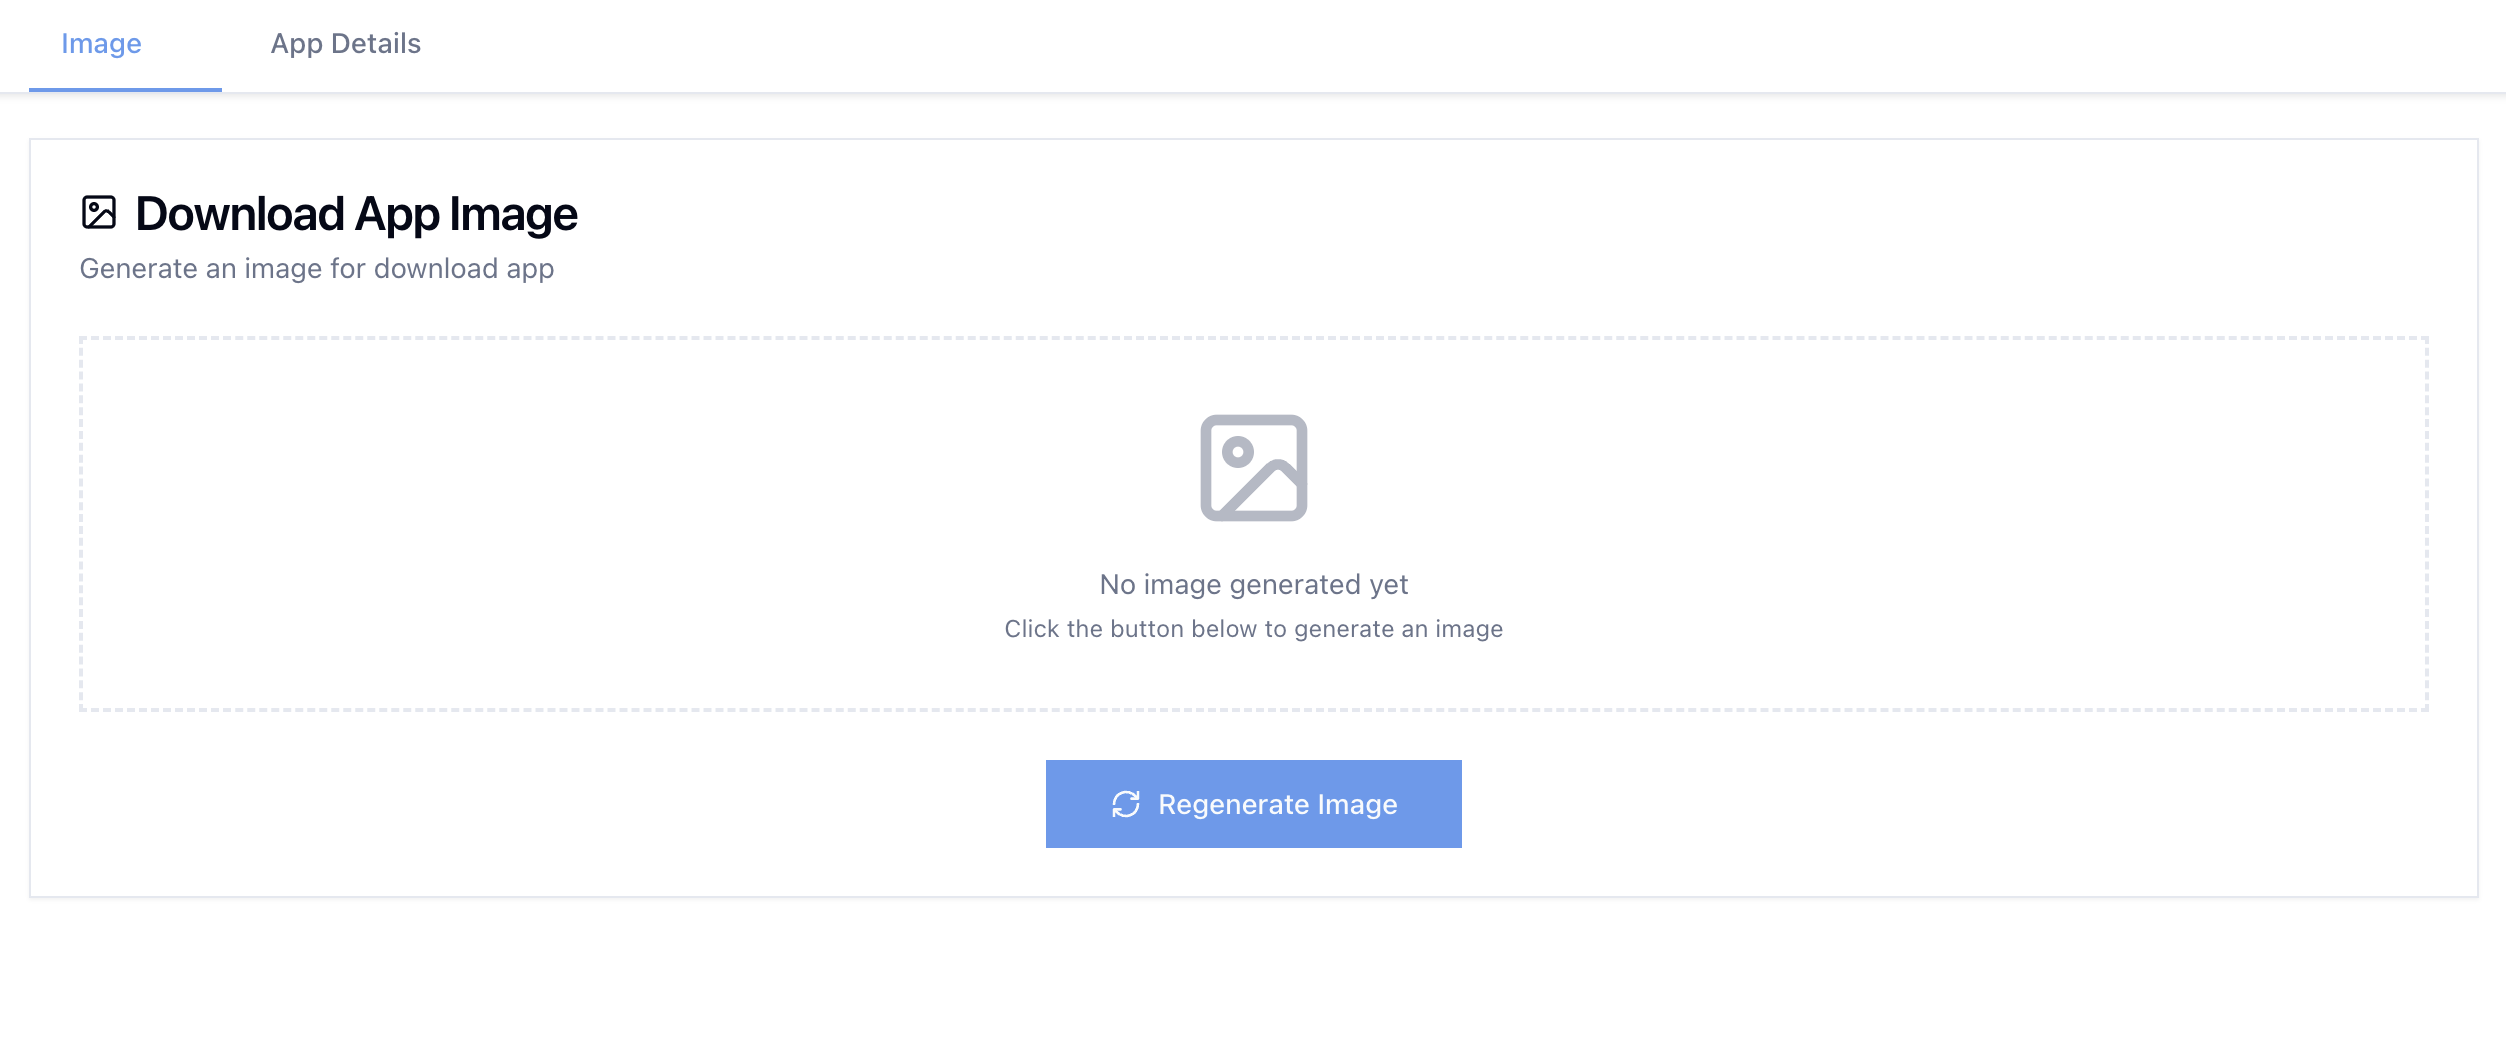 Image
App Details
Download App Image
Generate an image for download app
No image generated yet
Click the button below to generate an image
Regenerate Image